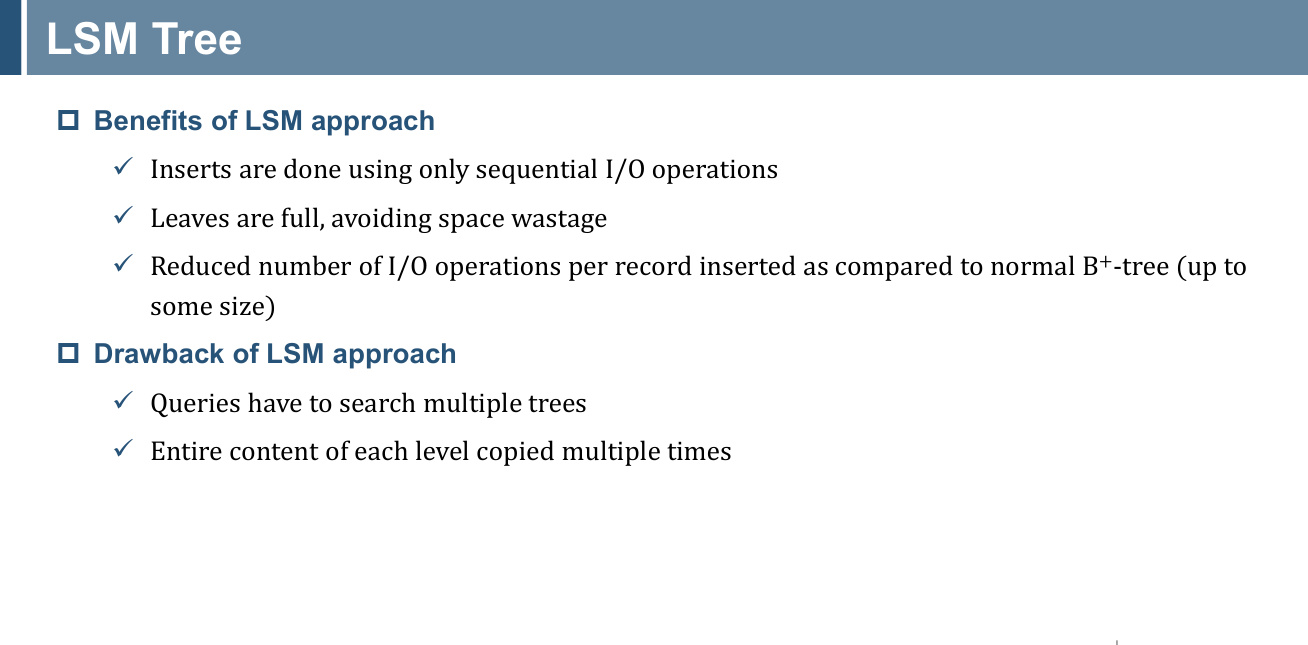 LSM Tree
Benefits of LSM approach
Inserts are done using only sequential I/O operations
Leaves are full, avoiding space wastage
Reduced number of I/O operations per record inserted as compared to normal B⁺-tree (up to
some size)
Drawback of LSM approach
Queries have to search multiple trees
Entire content of each level copied multiple times